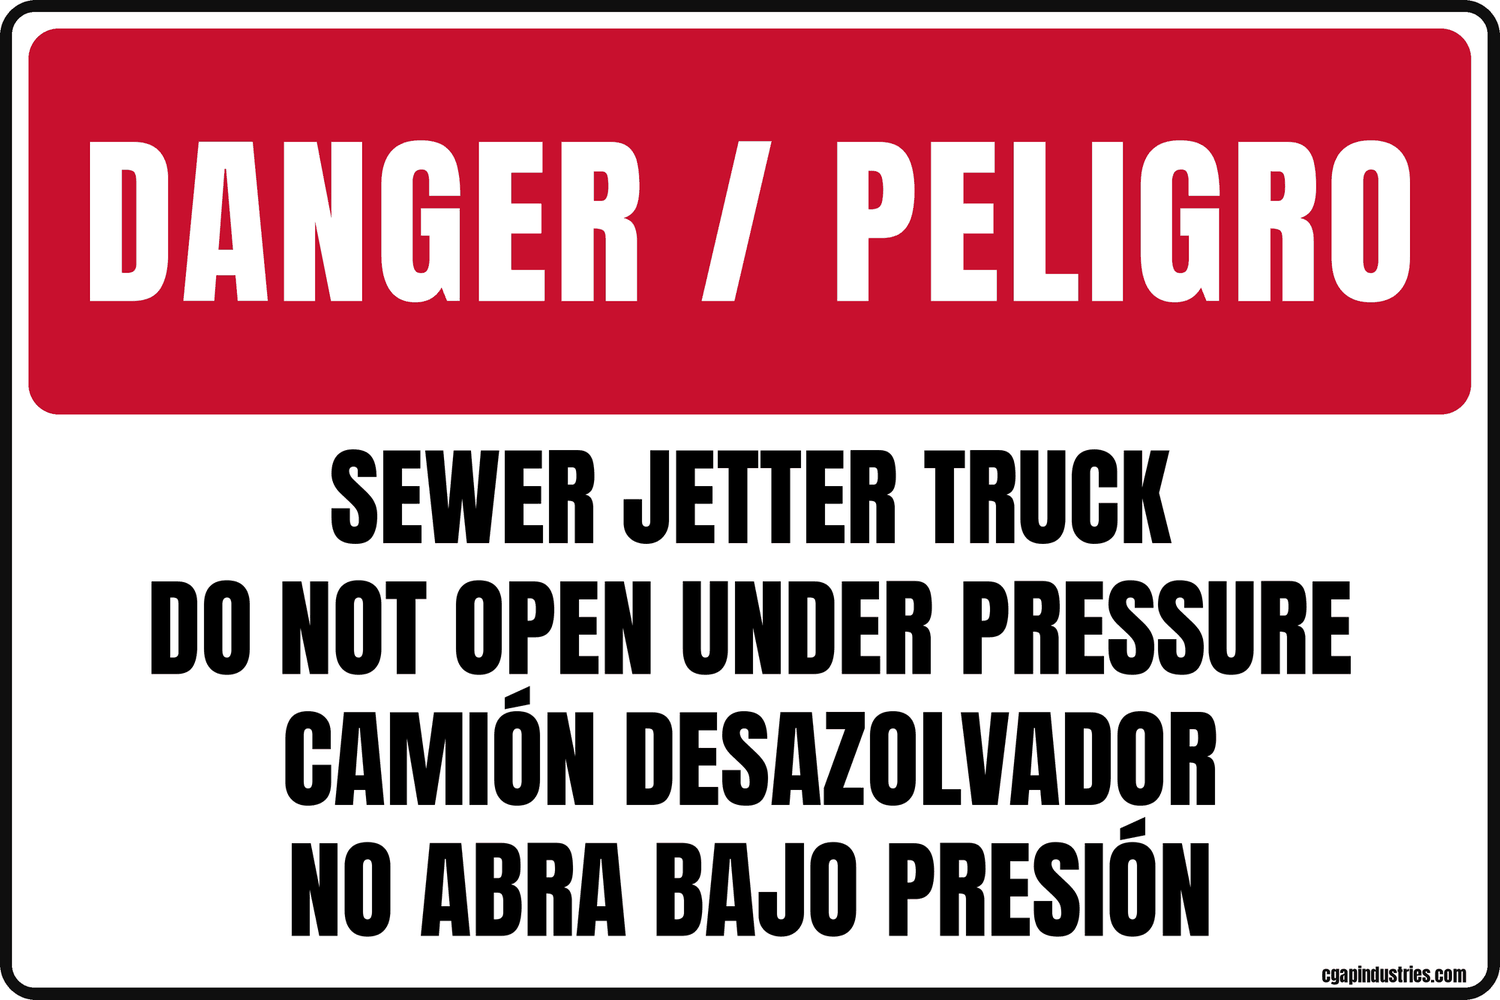 DANGER / PELIGRO
SEWER JETTER TRUCK
DO NOT OPEN UNDER PRESSURE
CAMIÓN DESAZOLVADOR
NO ABRA BAJO PRESIÓN
cgapindustries.com